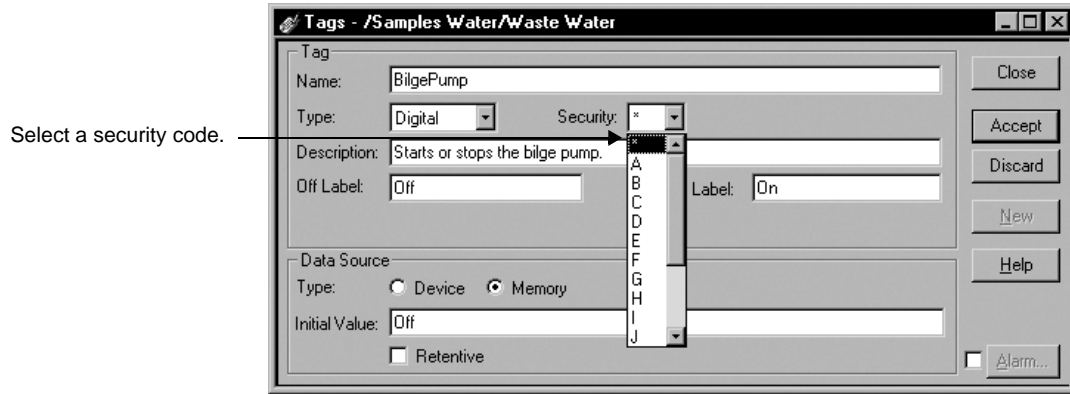 Tags - /Samples Water/Waste Water
Tag
Name: BilgePump
Close
Type: Digital Security: *
Accept
Select a security code.
*
Description: Starts or stops the bilge pump.
Discard
A
Off Label: Off
B
Label: On
C
D
New
E
F
Data Source
Help
G
Type: Device Memory
H
I
Initial Value: Off
J
Retentive
Alarm...